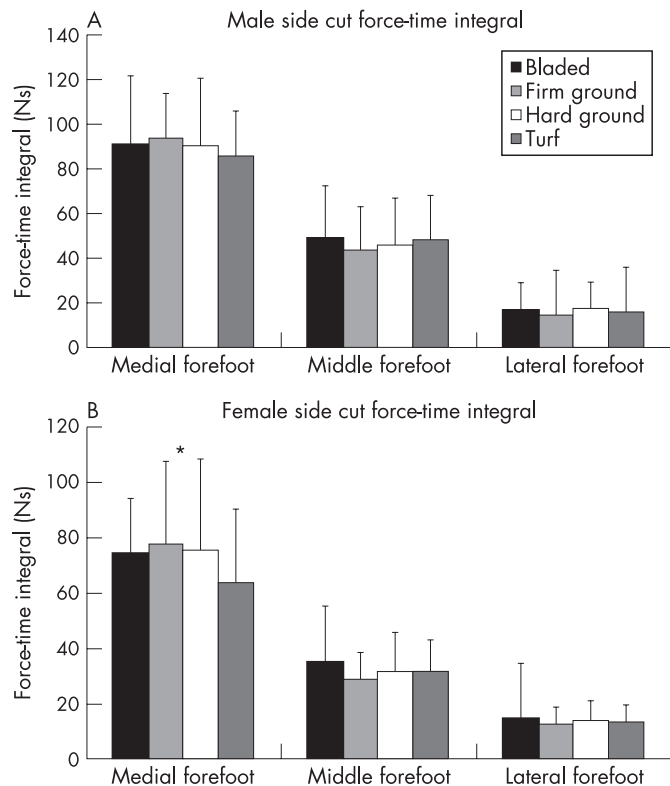 A Male side cut force-time integral
140
120
100
80
60
40
20
0
Force-time integral (Ns)
Bladed
Firm ground
Hard ground
Turf
Medial forefoot Middle forefoot Lateral forefoot
B Female side cut force-time integral
120
100
80
60
40
20
0
Force-time integral (Ns)
*
Medial forefoot Middle forefoot Lateral forefoot